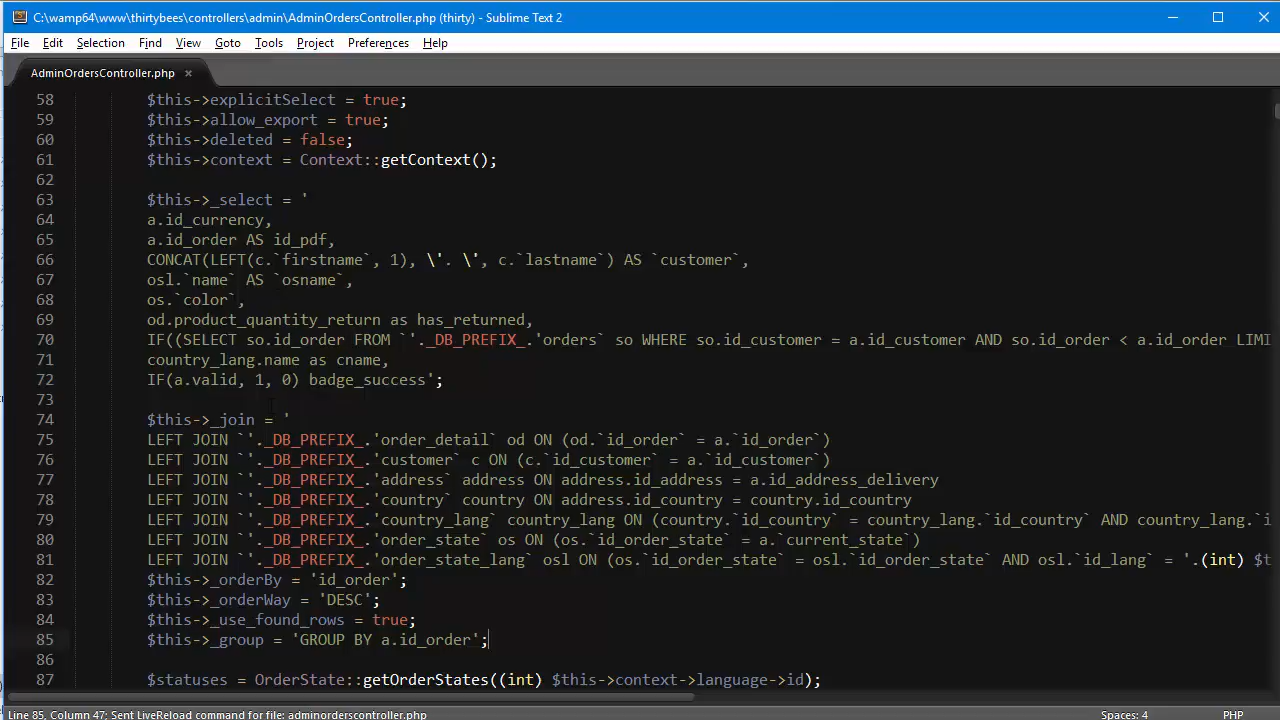 C:\wamp64\www\thirtybees\controllers\admin\AdminOrdersController.php (thirty) - Sublime Text 2
File Edit Selection Find View Goto Tools Project Preferences Help
AdminOrdersController.php ×
58 $this->explicitSelect = true;
59 $this->allow_export = true;
60 $this->deleted = false;
61 $this->context = Context::getContext();
62
63 $this->_select = '
64 a.id_currency,
65 a.id_order AS id_pdf,
66 CONCAT(LEFT(c.`firstname`, 1), \'. \', c.`lastname`) AS `customer`,
67 osl.`name` AS `osname`,
68 os.`color`,
69 od.product_quantity_return as has_returned,
70 IF((SELECT so.id_order FROM `'._DB_PREFIX_.'orders` so WHERE so.id_customer = a.id_customer AND so.id_order < a.id_order LIMI
71 country_lang.name as cname,
72 IF(a.valid, 1, 0) badge_success';
73
74 $this->_join = '
75 LEFT JOIN `'._DB_PREFIX_.'order_detail` od ON (od.`id_order` = a.`id_order`)
76 LEFT JOIN `'._DB_PREFIX_.'customer` c ON (c.`id_customer` = a.`id_customer`)
77 LEFT JOIN `'._DB_PREFIX_.'address` address ON address.id_address = a.id_address_delivery
78 LEFT JOIN `'._DB_PREFIX_.'country` country ON address.id_country = country.id_country
79 LEFT JOIN `'._DB_PREFIX_.'country_lang` country_lang ON (country.`id_country` = country_lang.`id_country` AND country_lang.`i
80 LEFT JOIN `'._DB_PREFIX_.'order_state` os ON (os.`id_order_state` = a.`current_state`)
81 LEFT JOIN `'._DB_PREFIX_.'order_state_lang` osl ON (os.`id_order_state` = osl.`id_order_state` AND osl.`id_lang` = '.(int) $t
82 $this->_orderBy = 'id_order';
83 $this->_orderWay = 'DESC';
84 $this->_use_found_rows = true;
85 $this->_group = 'GROUP BY a.id_order';
86
87 $statuses = OrderState::getOrderStates((int) $this->context->language->id);
Line 85, Column 47; Sent LiveReload command for file: adminorderscontroller.php Spaces: 4 PHP